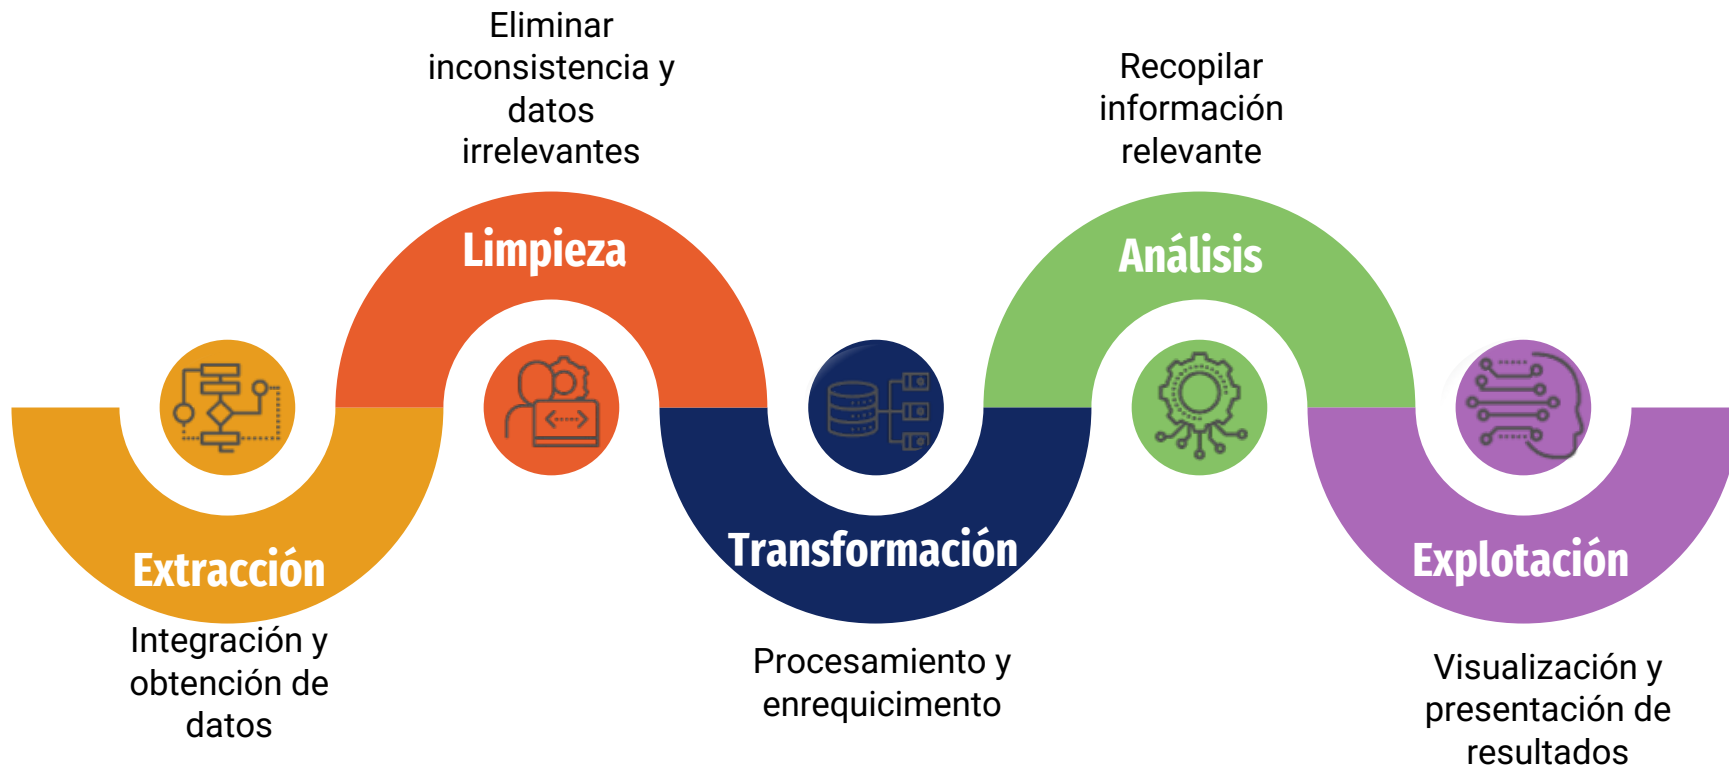 Eliminar
inconsistencia y
datos
irrelevantes
Recopilar
información
relevante
Limpieza
Análisis
Extracción
Transformación
Explotación
Integración y
obtención de
datos
Procesamiento y
enrequicimento
Visualización y
presentación de
resultados